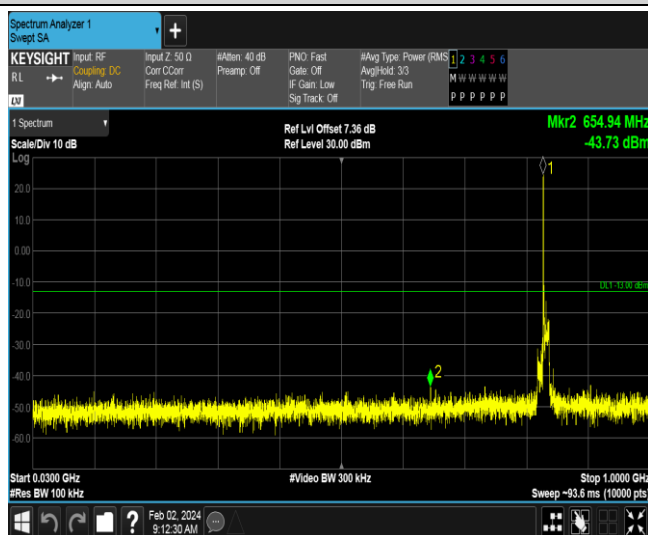 Spectrum Analyzer 1
Swept SA
+
KEYSIGHT
RL
LXI
Input: RF
Coupling: DC
Align: Auto
Input Z: 50 Ω
Corr CCorr
Freq Ref: Int (S)
#Atten: 40 dB
Preamp: Off
PNO: Fast
Gate: Off
IF Gain: Low
Sig Track: Off
#Avg Type: Power (RMS
Avg|Hold: 3/3
Trig: Free Run
1 2 3 4 5 6
M W W W W W
P P P P P P
1 Spectrum
Scale/Div 10 dB
Log
Ref Lvl Offset 7.36 dB
Ref Level 30.00 dBm
Mkr2 654.94 MHz
-43.73 dBm
1
20.0
10.0
0.00
-10.0
DL1 -13.00 dBm
-20.0
-30.0
-40.0
2
-50.0
-60.0
Start 0.0300 GHz
#Res BW 100 kHz
#Video BW 300 kHz
Stop 1.0000 GHz
Sweep ~93.6 ms (10000 pts)
?
Feb 02, 2024
9:12:30 AM